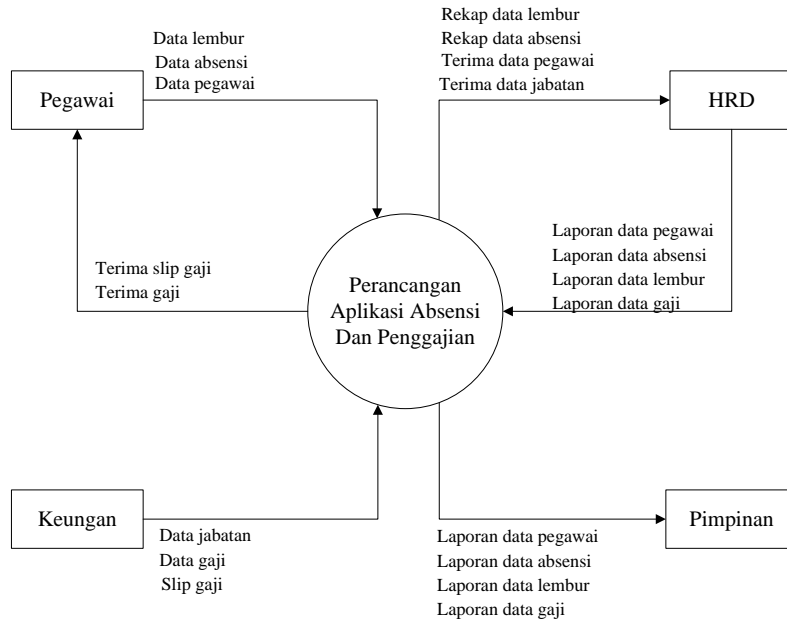 Data lembur
Data absensi
Data pegawai
Rekap data lembur
Rekap data absensi
Terima data pegawai
Terima data jabatan
Pegawai
HRD
Terima slip gaji
Terima gaji
Perancangan
Aplikasi Absensi
Dan Penggajian
Laporan data pegawai
Laporan data absensi
Laporan data lembur
Laporan data gaji
Keungan
Pimpinan
Data jabatan
Data gaji
Slip gaji
Laporan data pegawai
Laporan data absensi
Laporan data lembur
Laporan data gaji